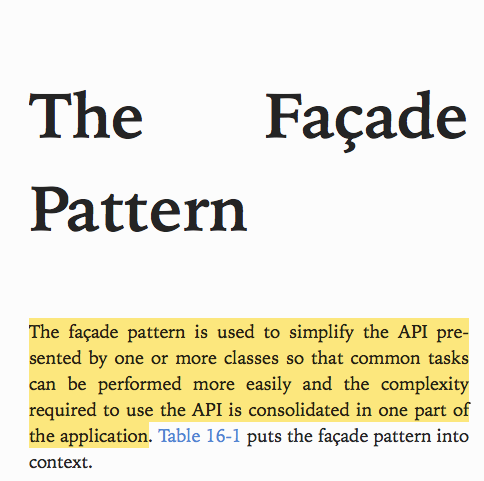 The Façade
Pattern
The façade pattern is used to simplify the API pre-
sented by one or more classes so that common tasks
can be performed more easily and the complexity
required to use the API is consolidated in one part of
the application. Table 16-1 puts the façade pattern into
context.